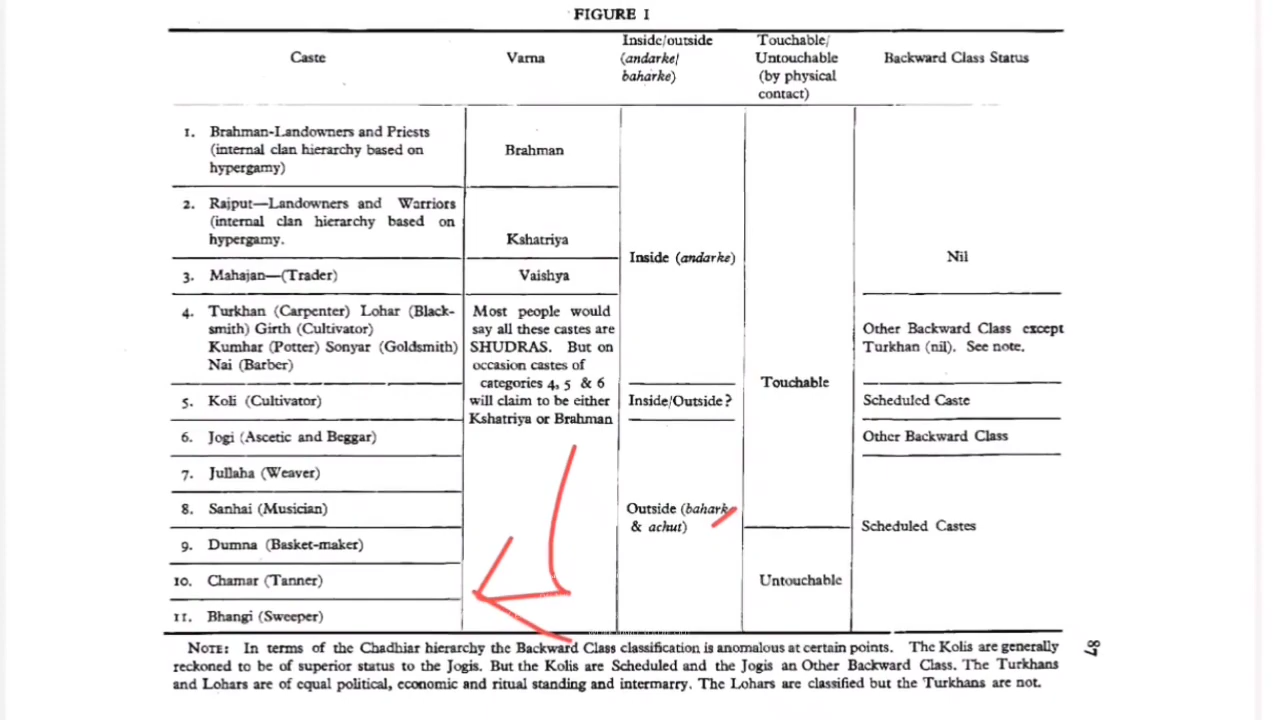 FIGURE I
Caste
Varna
Inside/outside
(andarke/
baharke)
Touchable/
Untouchable
(by physical
contact)
Backward Class Status
1. Brahman-Landowners and Priests
(internal clan hierarchy based on
hypergamy)
Brahman
2. Rajput—Landowners and Warriors
(internal clan hierarchy based on
hypergamy.
Kshatriya
3. Mahajan—(Trader)
Vaishya
Inside (andarke)
Nil
4. Turkhan (Carpenter) Lohar (Black-
smith) Girth (Cultivator)
Kumhar (Potter) Sonyar (Goldsmith)
Nai (Barber)
Most people would
say all these castes are
SHUDRAS. But on
occasion castes of
categories 4, 5 & 6
will claim to be either
Kshatriya or Brahman
Other Backward Class except
Turkhan (nil). See note.
Touchable
5. Koli (Cultivator)
Inside/Outside?
Scheduled Caste
6. Jogi (Ascetic and Beggar)
Other Backward Class
7. Jullaha (Weaver)
8. Sanhai (Musician)
Outside (bahark
& achut)
Scheduled Castes
9. Dumna (Basket-maker)
10. Chamar (Tanner)
Untouchable
11. Bhangi (Sweeper)
NOTE: In terms of the Chadhiar hierarchy the Backward Class classification is anomalous at certain points. The Kolis are generally
reckoned to be of superior status to the Jogis. But the Kolis are Scheduled and the Jogis an Other Backward Class. The Turkhans
and Lohars are of equal political, economic and ritual standing and intermarry. The Lohars are classified but the Turkhans are not.
87